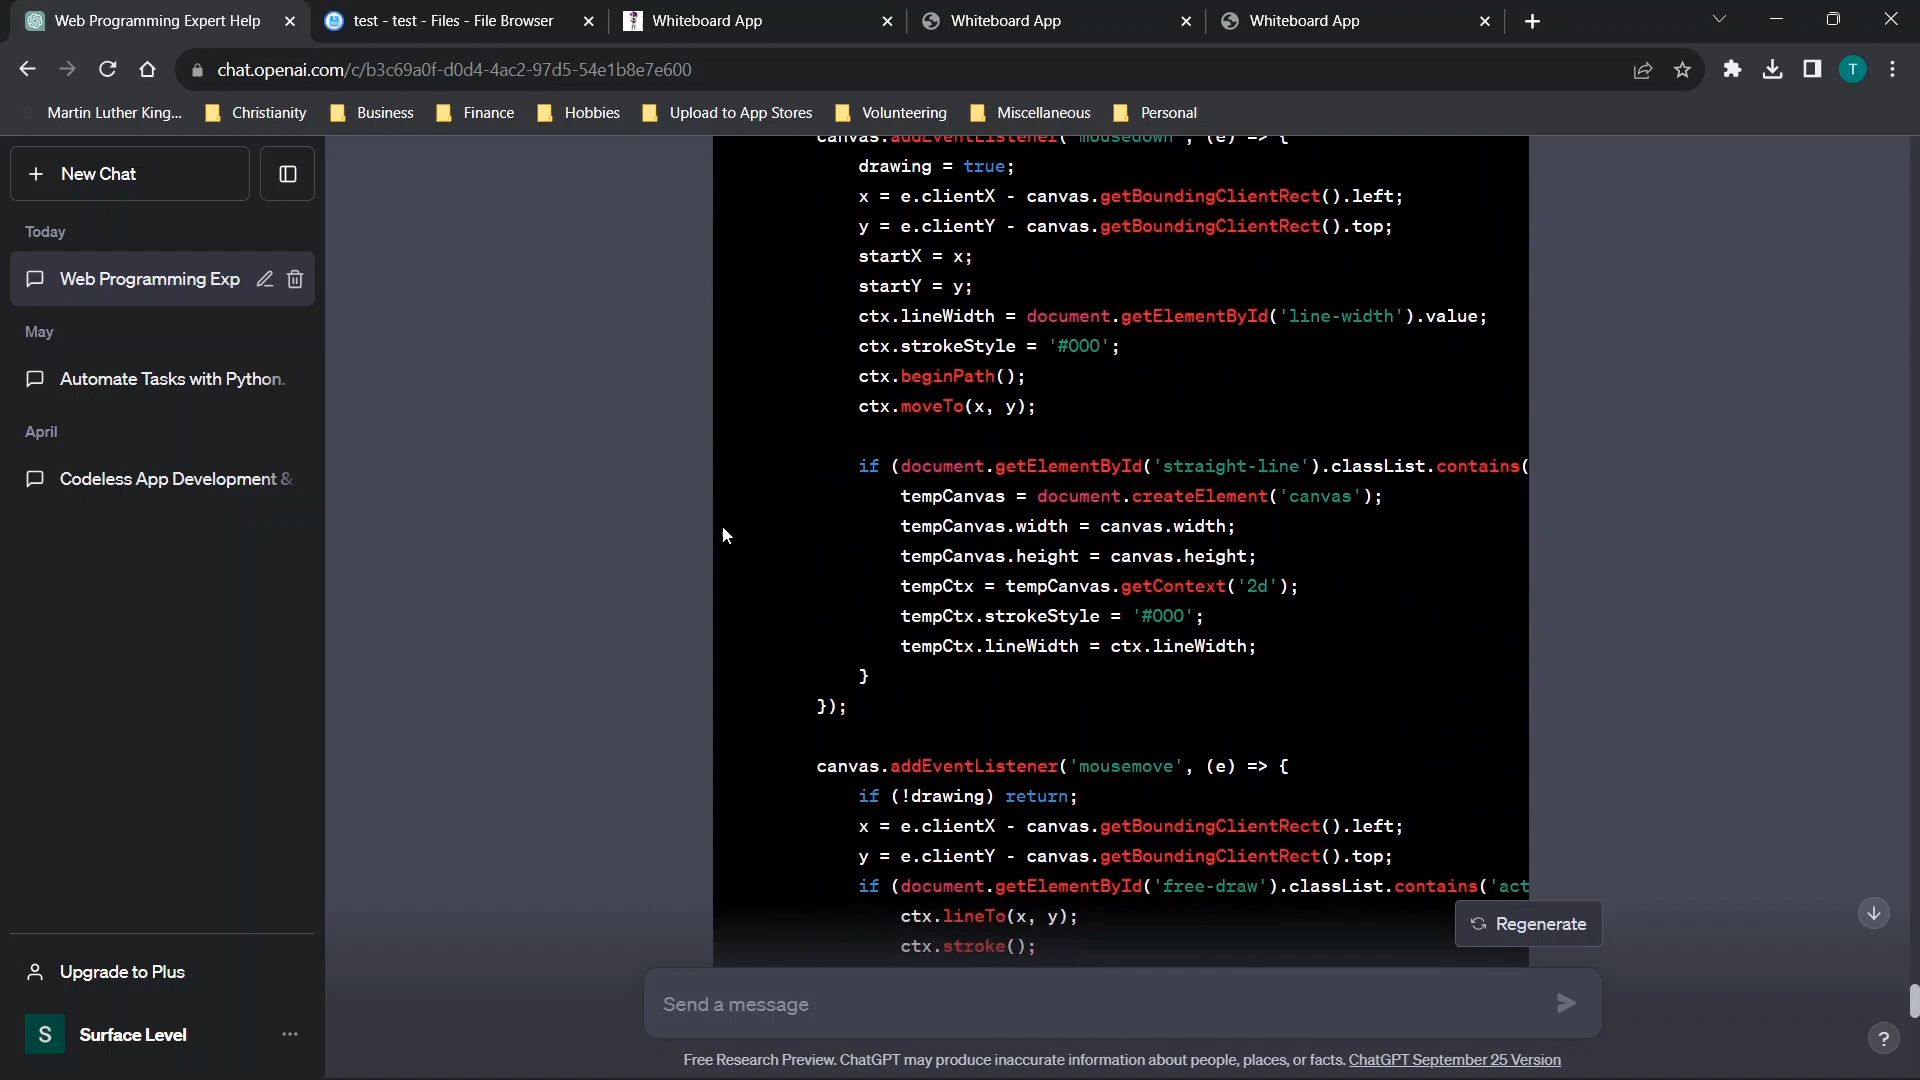 Web Programming Expert Help
test - test - Files - File Browser
Whiteboard App
Whiteboard App
Whiteboard App
chat.openai.com/c/b3c69a0f-d0d4-4ac2-97d5-54e1b8e7e600
T
Martin Luther King...
Christianity
Business
Finance
Hobbies
Upload to App Stores
Volunteering
Miscellaneous
Personal
New Chat
Today
Web Programming Exp
May
Automate Tasks with Python.
April
Codeless App Development &
Upgrade to Plus
S
Surface Level
canvas.addEventListener('mousedown', (e) => {
drawing = true;
x = e.clientX - canvas.getBoundingClientRect().left;
y = e.clientY - canvas.getBoundingClientRect().top;
startX = x;
startY = y;
ctx.lineWidth = document.getElementById('line-width').value;
ctx.strokeStyle = '#000';
ctx.beginPath();
ctx.moveTo(x, y);
if (document.getElementById('straight-line').classList.contains(
tempCanvas = document.createElement('canvas');
tempCanvas.width = canvas.width;
tempCanvas.height = canvas.height;
tempCtx = tempCanvas.getContext('2d');
tempCtx.strokeStyle = '#000';
tempCtx.lineWidth = ctx.lineWidth;
}
});
canvas.addEventListener('mousemove', (e) => {
if (!drawing) return;
x = e.clientX - canvas.getBoundingClientRect().left;
y = e.clientY - canvas.getBoundingClientRect().top;
if (document.getElementById('free-draw').classList.contains('act
ctx.lineTo(x, y);
ctx.stroke();
Regenerate
Send a message
?
Free Research Preview. ChatGPT may produce inaccurate information about people, places, or facts. ChatGPT September 25 Version